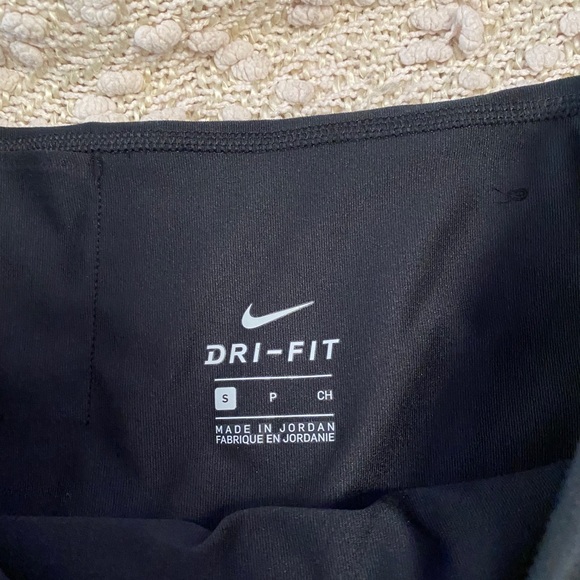 DRI-FIT
S P CH
MADE IN JORDAN
FABRIQUE EN JORDANIE